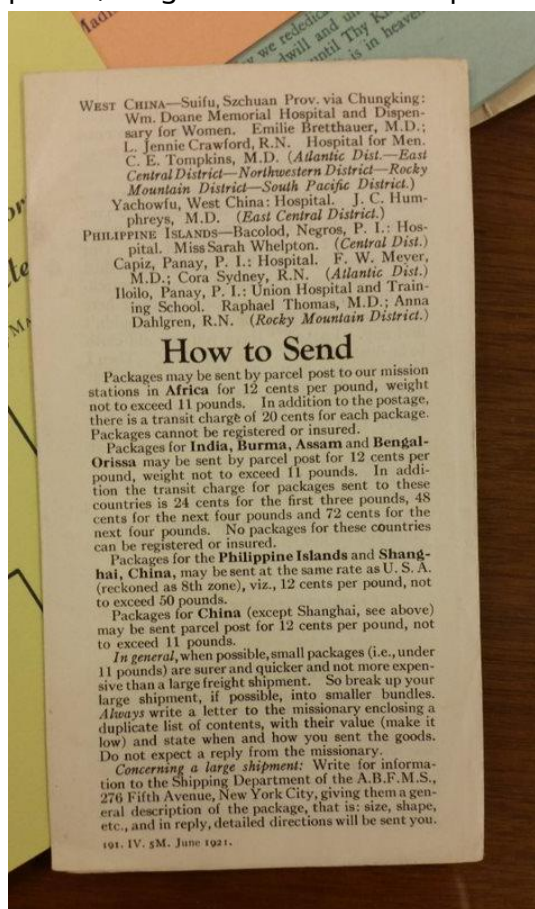 Madi
we rededic
dwill and un
until Thy K
is in heaven
WEST CHINA—Suifu, Szchuan Prov. via Chungking:
Wm. Doane Memorial Hospital and Dispen-
sary for Women. Emilie Bretthauer, M.D.;
L. Jennie Crawford, R.N. Hospital for Men.
C. E. Tompkins, M.D. (Atlantic Dist.—East
Central District—Northwestern District—Rocky
Mountain District—South Pacific District.)
Yachowfu, West China: Hospital. J. C. Hum-
phreys, M.D. (East Central District.)
PHILIPPINE ISLANDS—Bacolod, Negros, P. I.: Hos-
pital. Miss Sarah Whelpton. (Central Dist.)
Capiz, Panay, P. I.: Hospital. F. W. Meyer,
M.D.; Cora Sydney, R.N. (Atlantic Dist.)
Iloilo, Panay, P. I.: Union Hospital and Train-
ing School. Raphael Thomas, M.D.; Anna
Dahlgren, R.N. (Rocky Mountain District.)
How to Send
Packages may be sent by parcel post to our mission
stations in Africa for 12 cents per pound, weight
not to exceed 11 pounds. In addition to the postage,
there is a transit charge of 20 cents for each package.
Packages cannot be registered or insured.
Packages for India, Burma, Assam and Bengal-
Orissa may be sent by parcel post for 12 cents per
pound, weight not to exceed 11 pounds. In addi-
tion the transit charge for packages sent to these
countries is 24 cents for the first three pounds, 48
cents for the next four pounds and 72 cents for the
next four pounds. No packages for these countries
can be registered or insured.
Packages for the Philippine Islands and Shang-
hai, China, may be sent at the same rate as U. S. A.
(reckoned as 8th zone), viz., 12 cents per pound, not
to exceed 50 pounds.
Packages for China (except Shanghai, see above)
may be sent parcel post for 12 cents per pound, not
to exceed 11 pounds.
In general, when possible, small packages (i.e., under
11 pounds) are surer and quicker and not more expen-
sive than a large freight shipment. So break up your
large shipment, if possible, into smaller bundles.
Always write a letter to the missionary enclosing a
duplicate list of contents, with their value (make it
low) and state when and how you sent the goods.
Do not expect a reply from the missionary.
Concerning a large shipment: Write for informa-
tion to the Shipping Department of the A.B.F.M.S.,
276 Fifth Avenue, New York City, giving them a gen-
eral description of the package, that is: size, shape,
etc., and in reply, detailed directions will be sent you.
191. IV. 5M. June 1921.